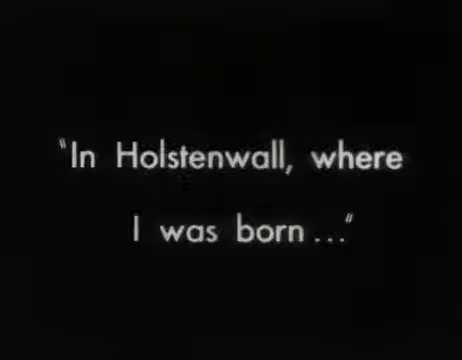 "In Holstenwall, where
I was born ..."